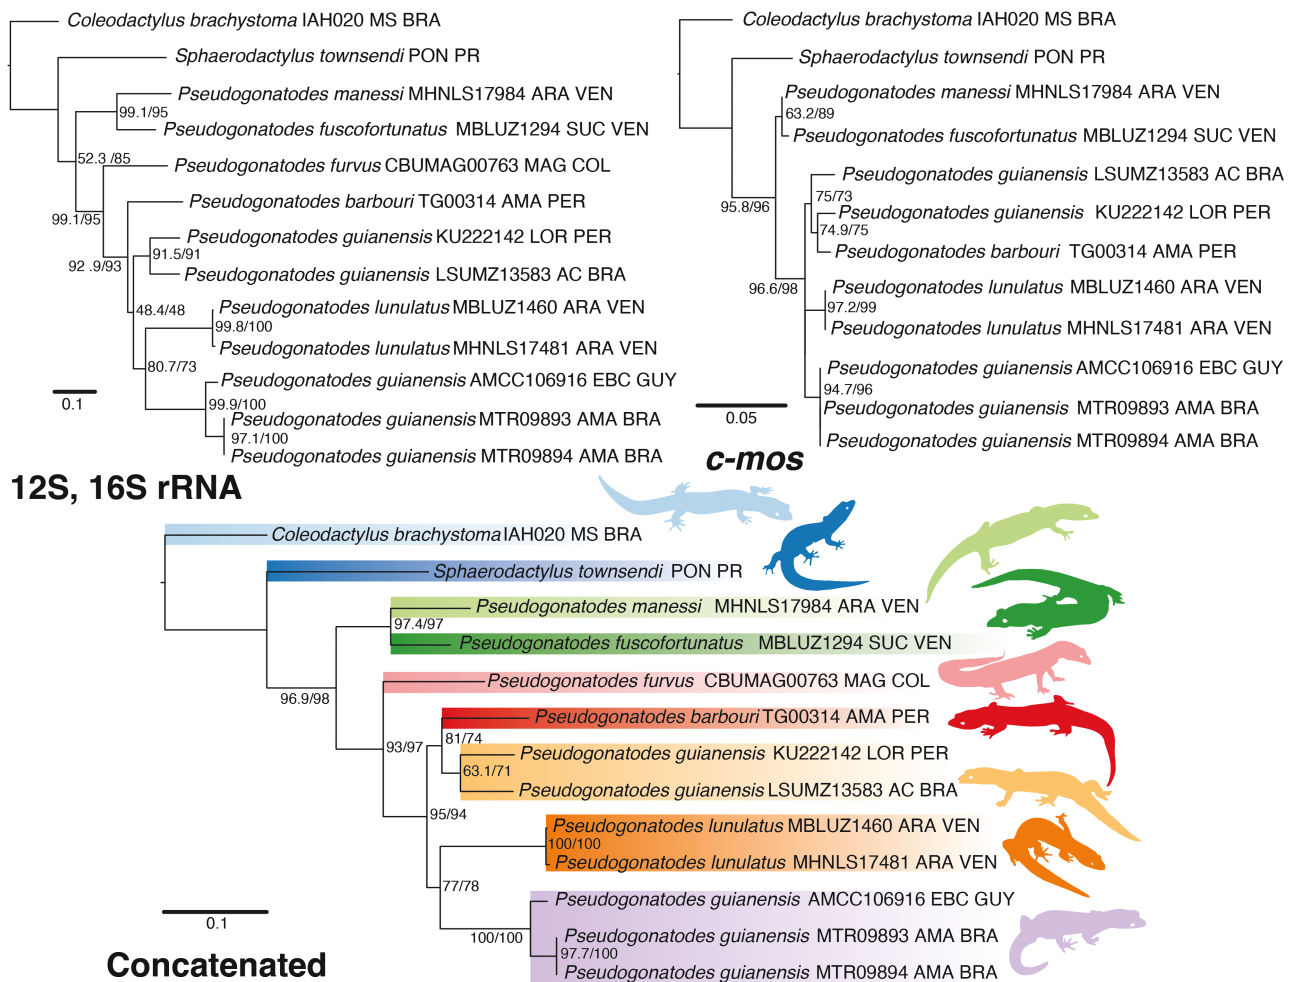 Coleodactylus brachystoma IAH020 MS BRA
Sphaerodactylus townsendi PON PR
Pseudogonatodes manessi MHNLS17984 ARA VEN
99.1/95
Pseudogonatodes fuscofortunatus MBLUZ1294 SUC VEN
52.3 /85
Pseudogonatodes furvus CBUMAG00763 MAG COL
Pseudogonatodes barbouri TG00314 AMA PER
99.1/95
Pseudogonatodes guianensis KU222142 LOR PER
91.5/91
92 .9/93
Pseudogonatodes guianensis LSUMZ13583 AC BRA
Pseudogonatodes lunulatus MBLUZ1460 ARA VEN
48.4/48
99.8/100
Pseudogonatodes lunulatus MHNLS17481 ARA VEN
80.7/73
Pseudogonatodes guianensis AMCC106916 EBC GUY
0.1
99.9/100
Pseudogonatodes guianensis MTR09893 AMA BRA
97.1/100
Pseudogonatodes guianensis MTR09894 AMA BRA
12S, 16S rRNA
Coleodactylus brachystoma IAH020 MS BRA
Sphaerodactylus townsendi PON PR
Pseudogonatodes manessi MHNLS17984 ARA VEN
63.2/89
Pseudogonatodes fuscofortunatus MBLUZ1294 SUC VEN
Pseudogonatodes guianensis LSUMZ13583 AC BRA
75/73
95.8/96
Pseudogonatodes guianensis KU222142 LOR PER
74.9/75
Pseudogonatodes barbouri TG00314 AMA PER
96.6/98
Pseudogonatodes lunulatus MBLUZ1460 ARA VEN
97.2/99
Pseudogonatodes lunulatus MHNLS17481 ARA VEN
Pseudogonatodes guianensis AMCC106916 EBC GUY
94.7/96
Pseudogonatodes guianensis MTR09893 AMA BRA
0.05
Pseudogonatodes guianensis MTR09894 AMA BRA
c-mos
Coleodactylus brachystoma IAH020 MS BRA
Sphaerodactylus townsendi PON PR
Pseudogonatodes manessi MHNLS17984 ARA VEN
97.4/97
Pseudogonatodes fuscofortunatus MBLUZ1294 SUC VEN
Pseudogonatodes furvus CBUMAG00763 MAG COL
96.9/98
Pseudogonatodes barbouri TG00314 AMA PER
81/74
93/97
Pseudogonatodes guianensis KU222142 LOR PER
63.1/71
Pseudogonatodes guianensis LSUMZ13583 AC BRA
95/94
Pseudogonatodes lunulatus MBLUZ1460 ARA VEN
100/100
Pseudogonatodes lunulatus MHNLS17481 ARA VEN
77/78
Pseudogonatodes guianensis AMCC106916 EBC GUY
0.1
100/100
Pseudogonatodes guianensis MTR09893 AMA BRA
97.7/100
Pseudogonatodes guianensis MTR09894 AMA BRA
Concatenated